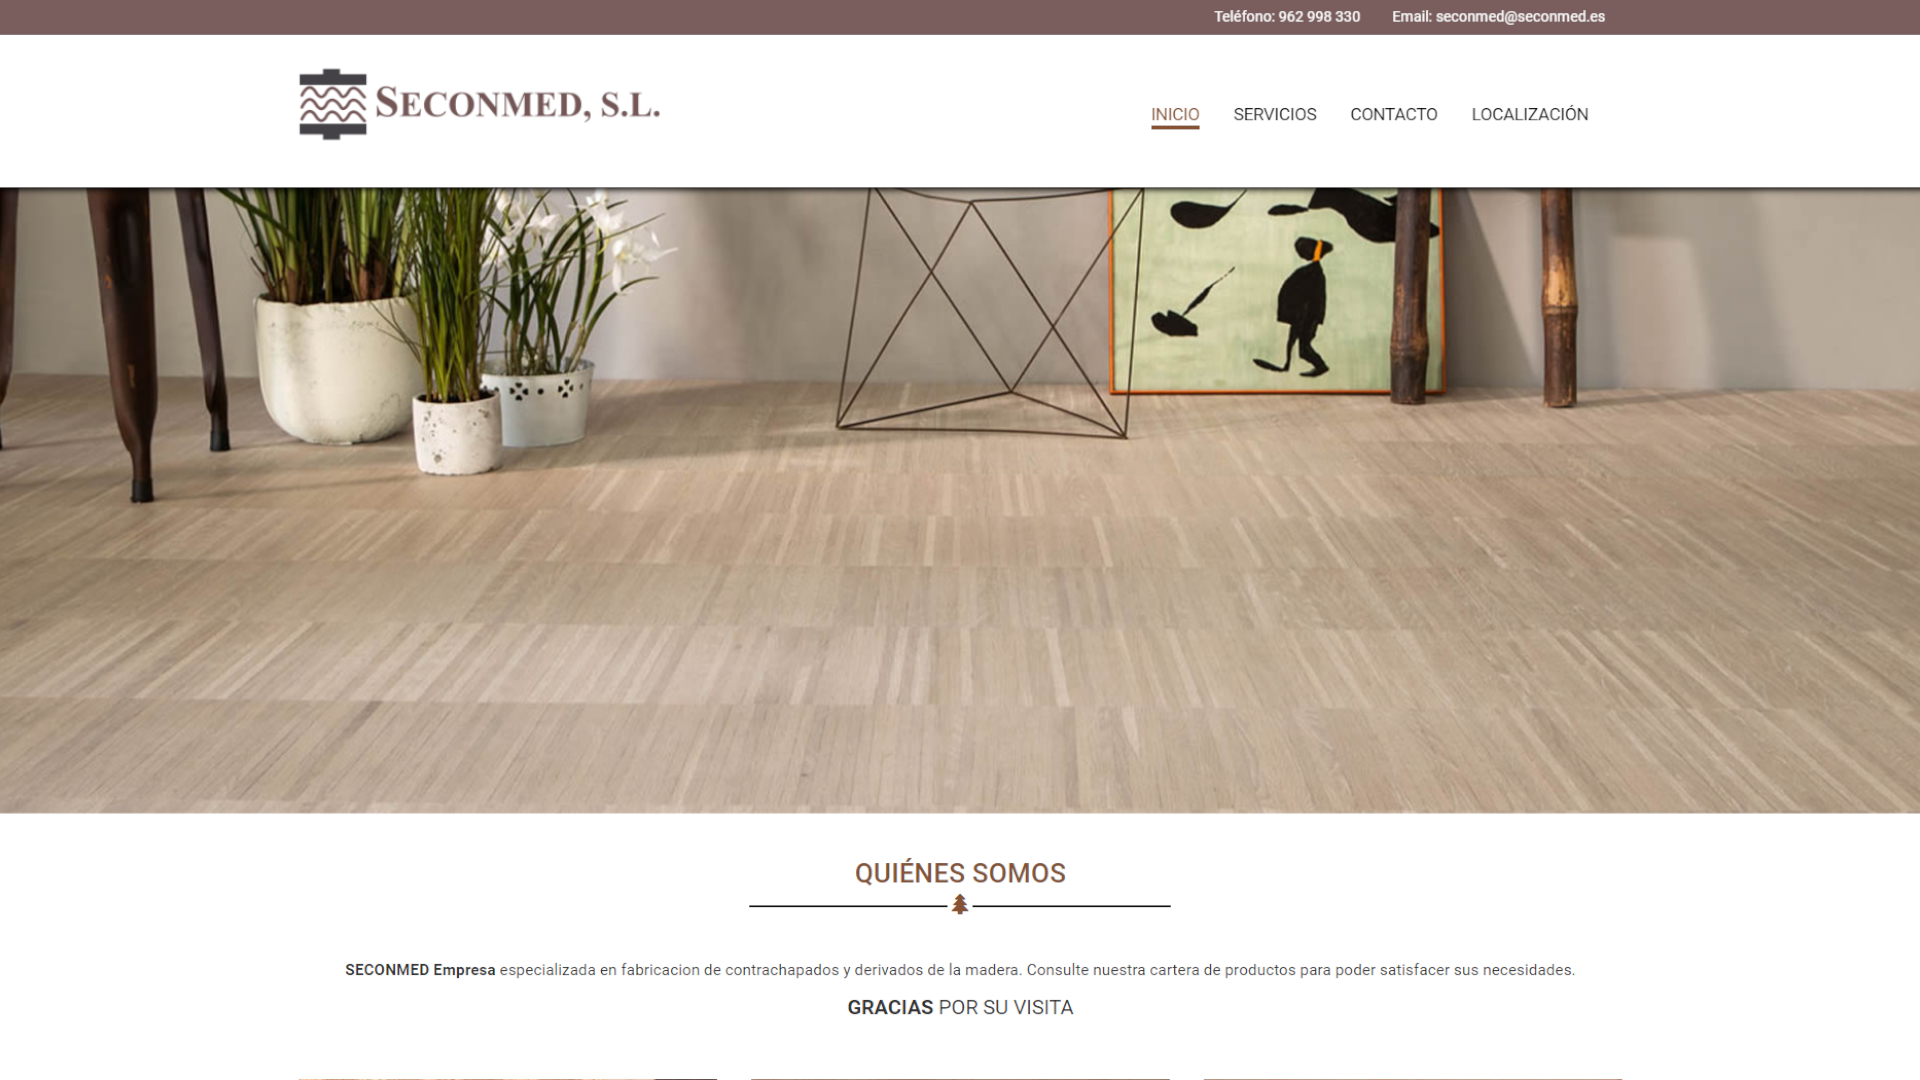 Teléfono: 962 998 330 Email: seconmed@seconmed.es
SECONMED, S.L.
INICIO SERVICIOS CONTACTO LOCALIZACIÓN
QUIÉNES SOMOS
SECONMED Empresa especializada en fabricacion de contrachapados y derivados de la madera. Consulte nuestra cartera de productos para poder satisfacer sus necesidades.
GRACIAS POR SU VISITA